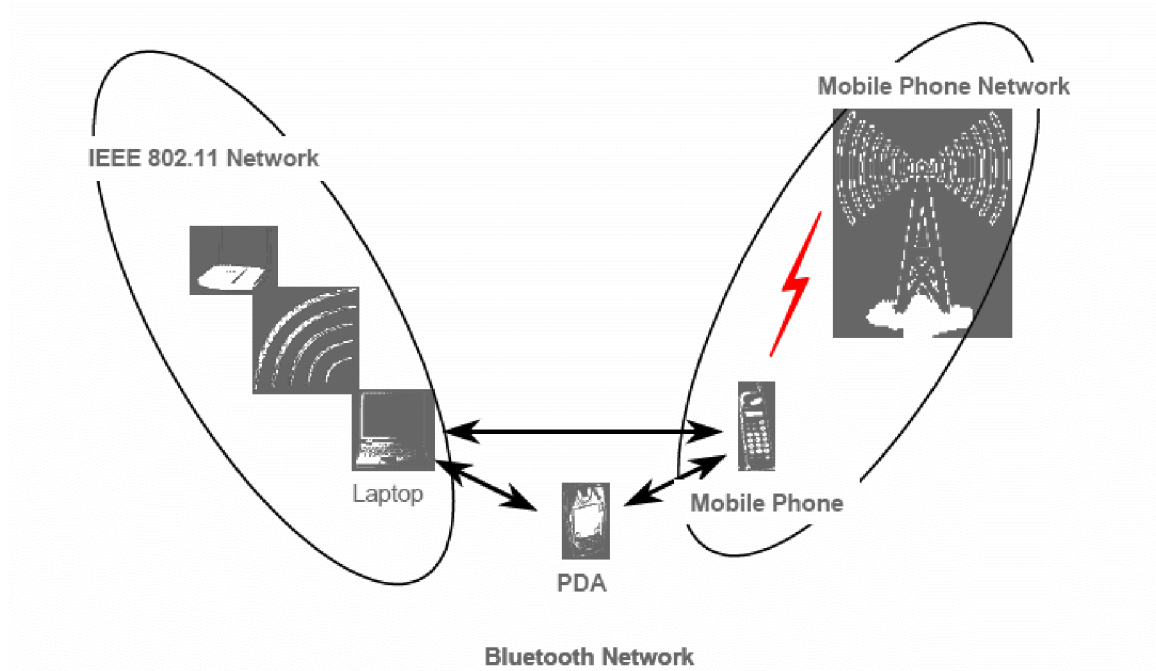 Mobile Phone Network
IEEE 802.11 Network
Laptop
Mobile Phone
PDA
Bluetooth Network